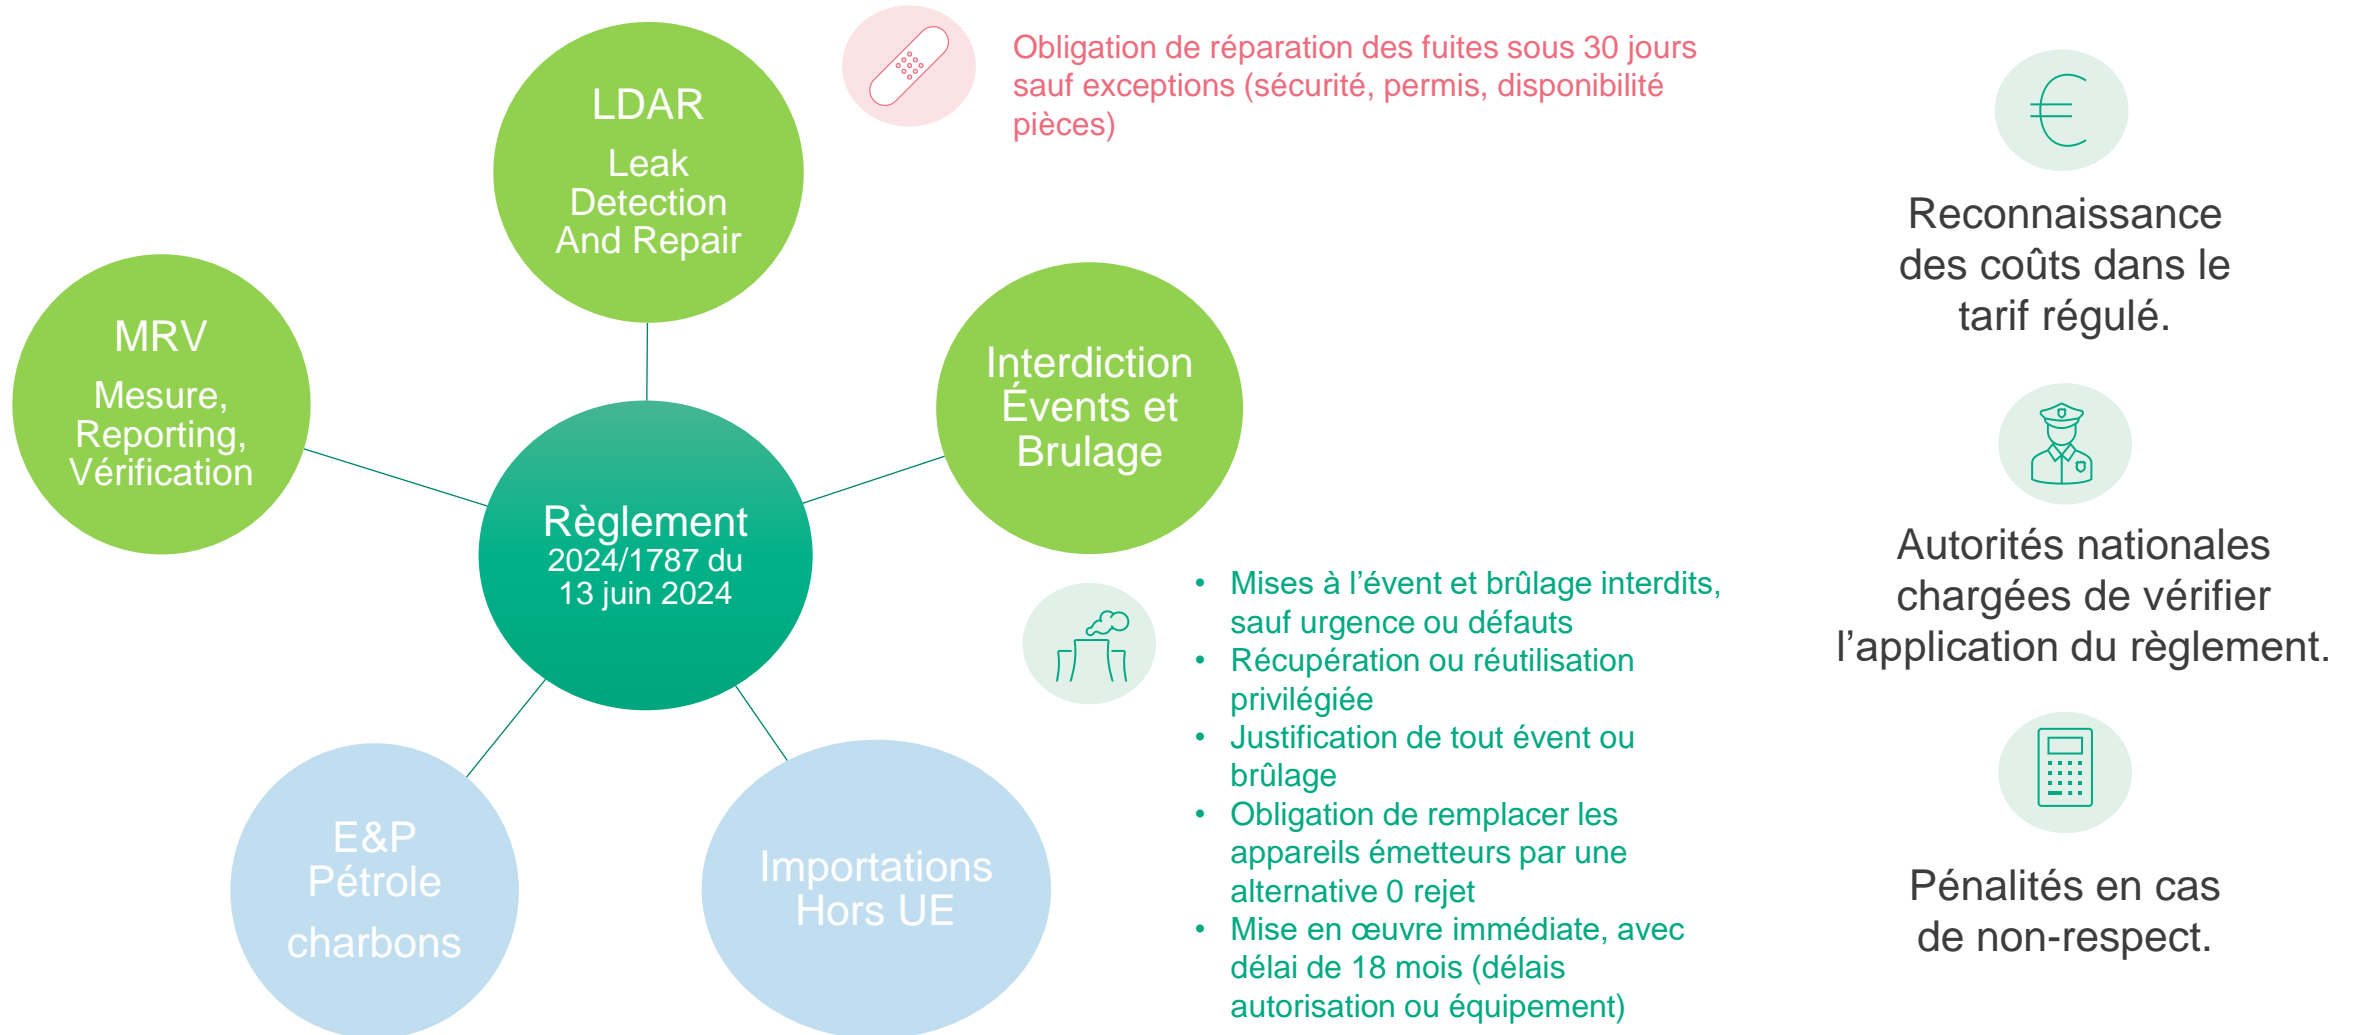 LDAR
Leak
Detection
And Repair
MRV
Mesure,
Reporting,
Vérification
Interdiction
Évents et
Brulage
Règlement
2024/1787 du
13 juin 2024
E&P
Pétrole
charbons
Importations
Hors UE
Obligation de réparation des fuites sous 30 jours
sauf exceptions (sécurité, permis, disponibilité
pièces)
• Mises à l’évent et brûlage interdits,
sauf urgence ou défauts
• Récupération ou réutilisation
privilégiée
• Justification de tout évent ou
brûlage
• Obligation de remplacer les
appareils émetteurs par une
alternative 0 rejet
• Mise en œuvre immédiate, avec
délai de 18 mois (délais
autorisation ou équipement)
Reconnaissance
des coûts dans le
tarif régulé.
Autorités nationales
chargées de vérifier
l’application du règlement.
Pénalités en cas
de non-respect.